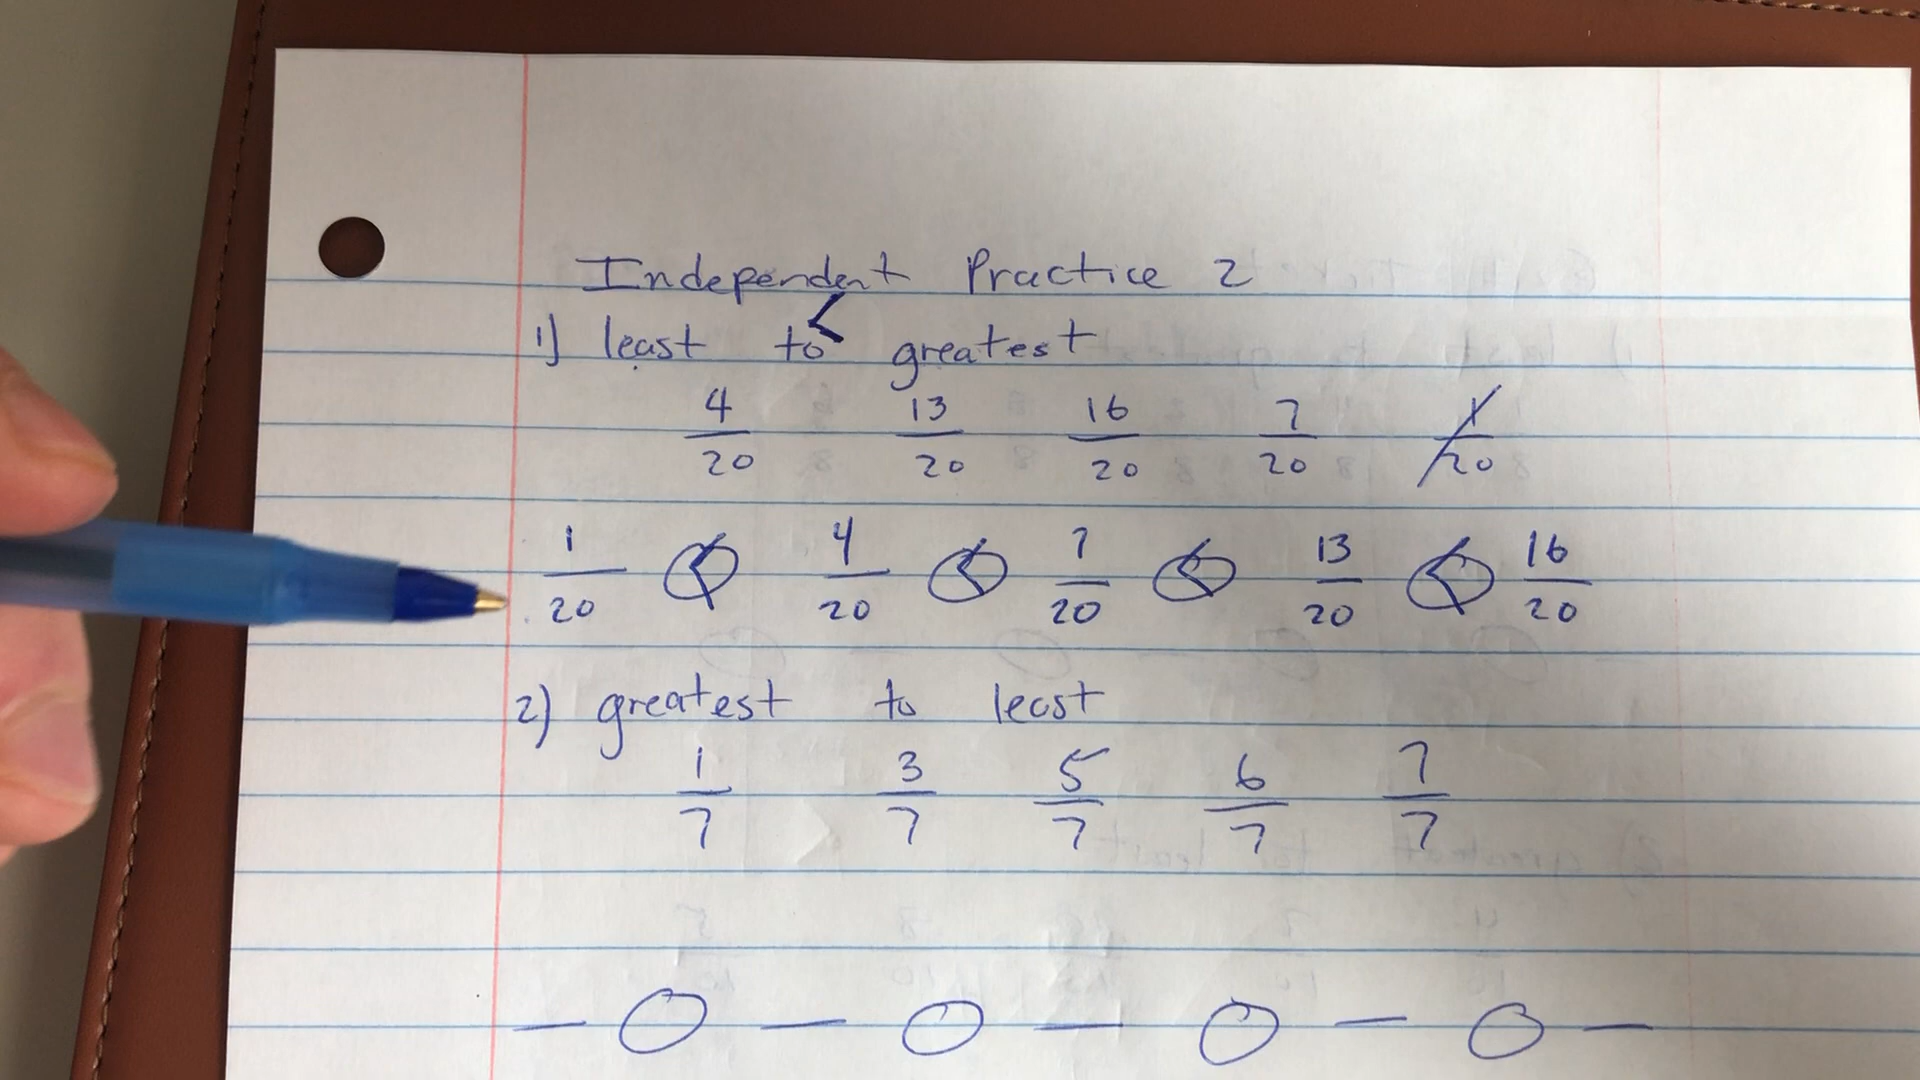 Independent Practice 2
<
1) least to greatest
4/20 13/20 16/20 7/20 1/20
1/20 < 4/20 < 7/20 < 13/20 < 16/20
2) greatest to least
1/7 3/7 5/7 6/7 7/7